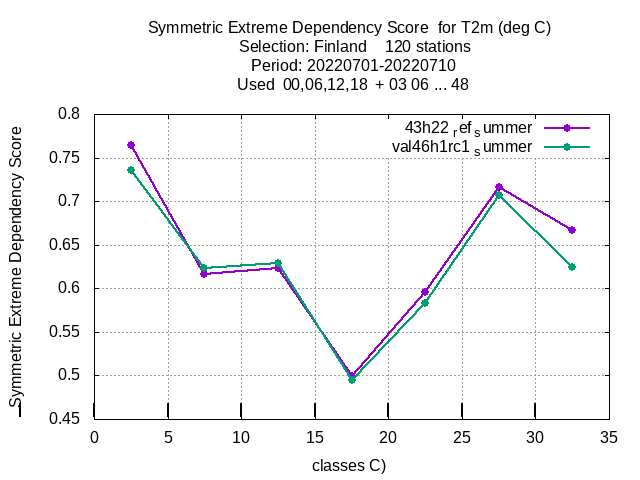 Symmetric Extreme Dependency Score for T2m (deg C)
Selection: Finland 120 stations
Period: 20220701-20220710
Used 00,06,12,18 + 03 06 ... 48
43h22refsummer
val46h1rc1summer
Symmetric Extreme Dependency Score
0.8
0.75
0.7
0.65
0.6
0.55
0.5
0.45
0 5 10 15 20 25 30 35
classes C)